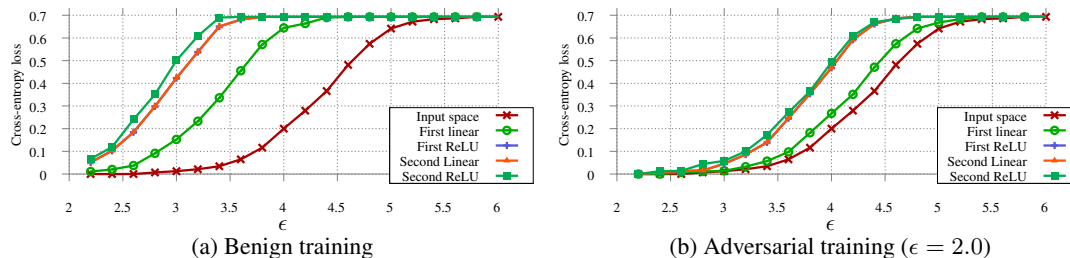 0.7
0.6
0.5
0.4
0.3
0.2
0.1
0
Cross-entropy loss
2 2.5 3 3.5 4 4.5 5 5.5 6
ϵ
Input space
First linear
First ReLU
Second Linear
Second ReLU
(a) Benign training
0.7
0.6
0.5
0.4
0.3
0.2
0.1
0
Cross-entropy loss
2 2.5 3 3.5 4 4.5 5 5.5 6
ϵ
Input space
First linear
First ReLU
Second Linear
Second ReLU
(b) Adversarial training (ϵ = 2.0)